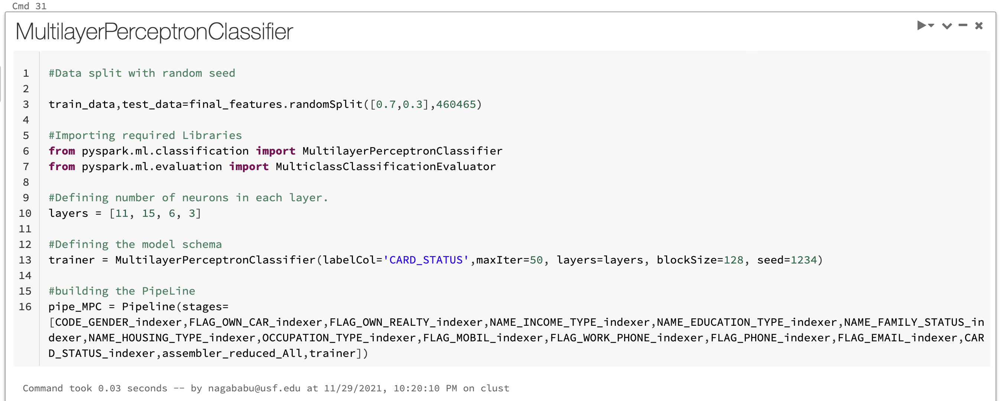 Cmd 31
MultilayerPerceptronClassifier
1 #Data split with random seed
2
3 train_data,test_data=final_features.randomSplit([0.7,0.3],460465)
4
5 #Importing required Libraries
6 from pyspark.ml.classification import MultilayerPerceptronClassifier
7 from pyspark.ml.evaluation import MulticlassClassificationEvaluator
8
9 #Defining number of neurons in each layer.
10 layers = [11, 15, 6, 3]
11
12 #Defining the model schema
13 trainer = MultilayerPerceptronClassifier(labelCol='CARD_STATUS',maxIter=50, layers=layers, blockSize=128, seed=1234)
14
15 #building the PipeLine
16 pipe_MPC = Pipeline(stages=
[CODE_GENDER_indexer,FLAG_OWN_CAR_indexer,FLAG_OWN_REALTY_indexer,NAME_INCOME_TYPE_indexer,NAME_EDUCATION_TYPE_indexer,NAME_FAMILY_STATUS_in
dexer,NAME_HOUSING_TYPE_indexer,OCCUPATION_TYPE_indexer,FLAG_MOBIL_indexer,FLAG_WORK_PHONE_indexer,FLAG_PHONE_indexer,FLAG_EMAIL_indexer,CAR
D_STATUS_indexer,assembler_reduced_All,trainer])
Command took 0.03 seconds -- by nagababu@usf.edu at 11/29/2021, 10:20:10 PM on clust